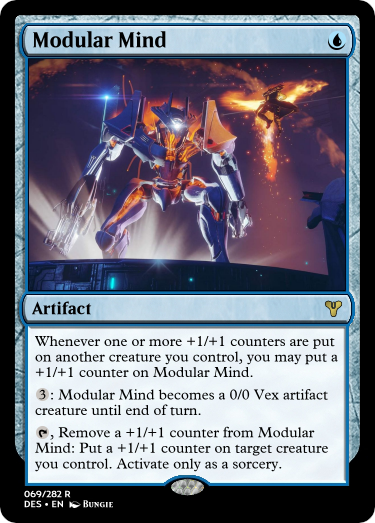 Modular Mind
Artifact
Whenever one or more +1/+1 counters are put
on another creature you control, you may put a
+1/+1 counter on Modular Mind.
3: Modular Mind becomes a 0/0 Vex artifact
creature until end of turn.
, Remove a +1/+1 counter from Modular
Mind: Put a +1/+1 counter on target creature
you control. Activate only as a sorcery.
069/282 R
DES • EN Bungie